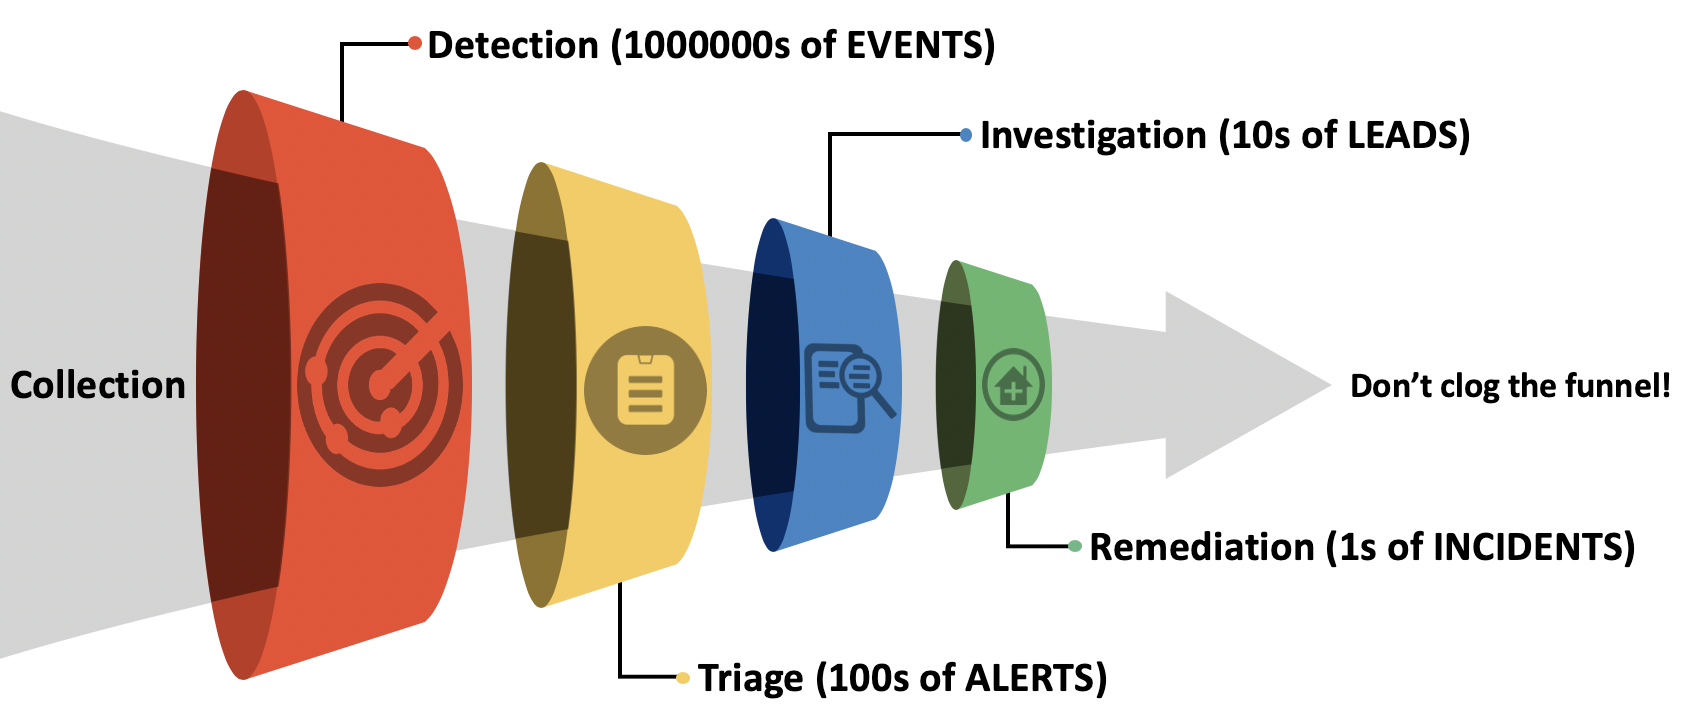 Detection (1000000s of EVENTS)
Investigation (10s of LEADS)
Collection
Don’t clog the funnel!
Remediation (1s of INCIDENTS)
Triage (100s of ALERTS)